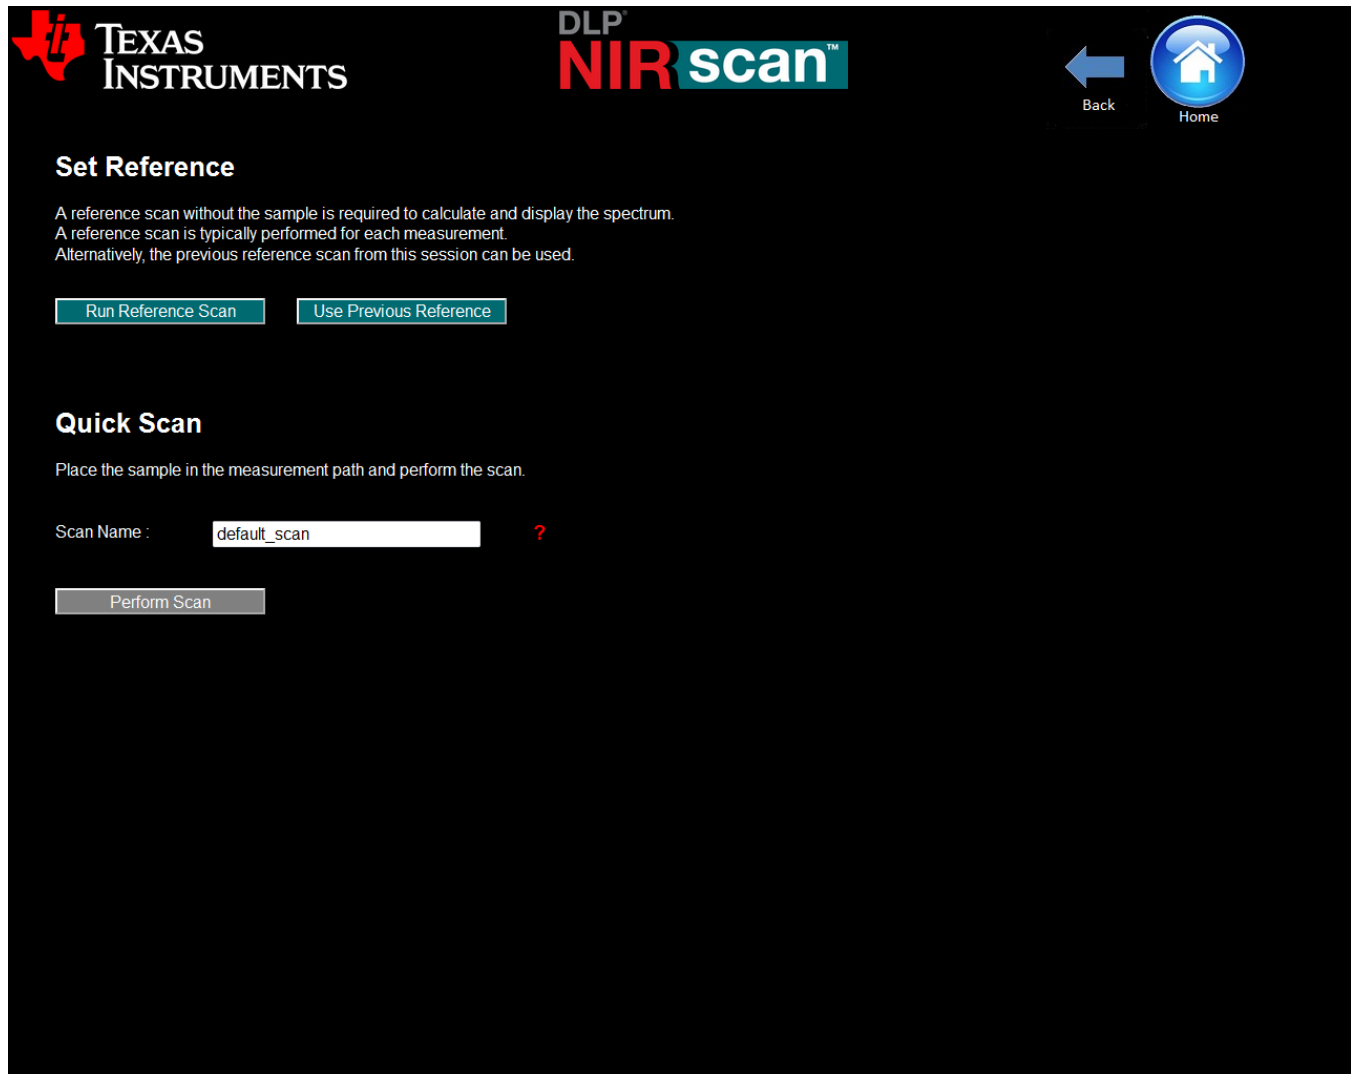 TEXAS
INSTRUMENTS
DLP®
NIRscan™
Back
Home
Set Reference
A reference scan without the sample is required to calculate and display the spectrum.
A reference scan is typically performed for each measurement.
Alternatively, the previous reference scan from this session can be used.
Run Reference Scan
Use Previous Reference
Quick Scan
Place the sample in the measurement path and perform the scan.
Scan Name :
default_scan
?
Perform Scan